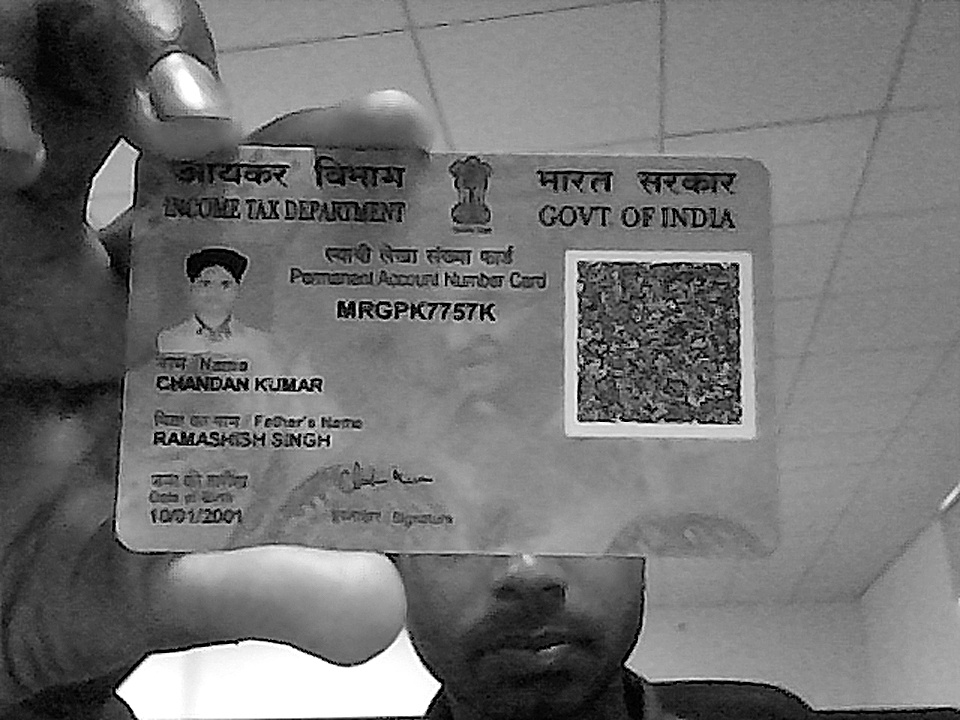 आयकर विभाग
INCOME TAX DEPARTMENT
भारत सरकार
GOVT OF INDIA
स्थायी लेखा संख्या कार्ड
Permanent Account Number Card
MRGPK7757K
नाम / Name
CHANDAN KUMAR
पिता का नाम / Father's Name
RAMASHISH SINGH
जन्म की तारीख
Date of Birth
10/01/2001
हस्ताक्षर / Signature